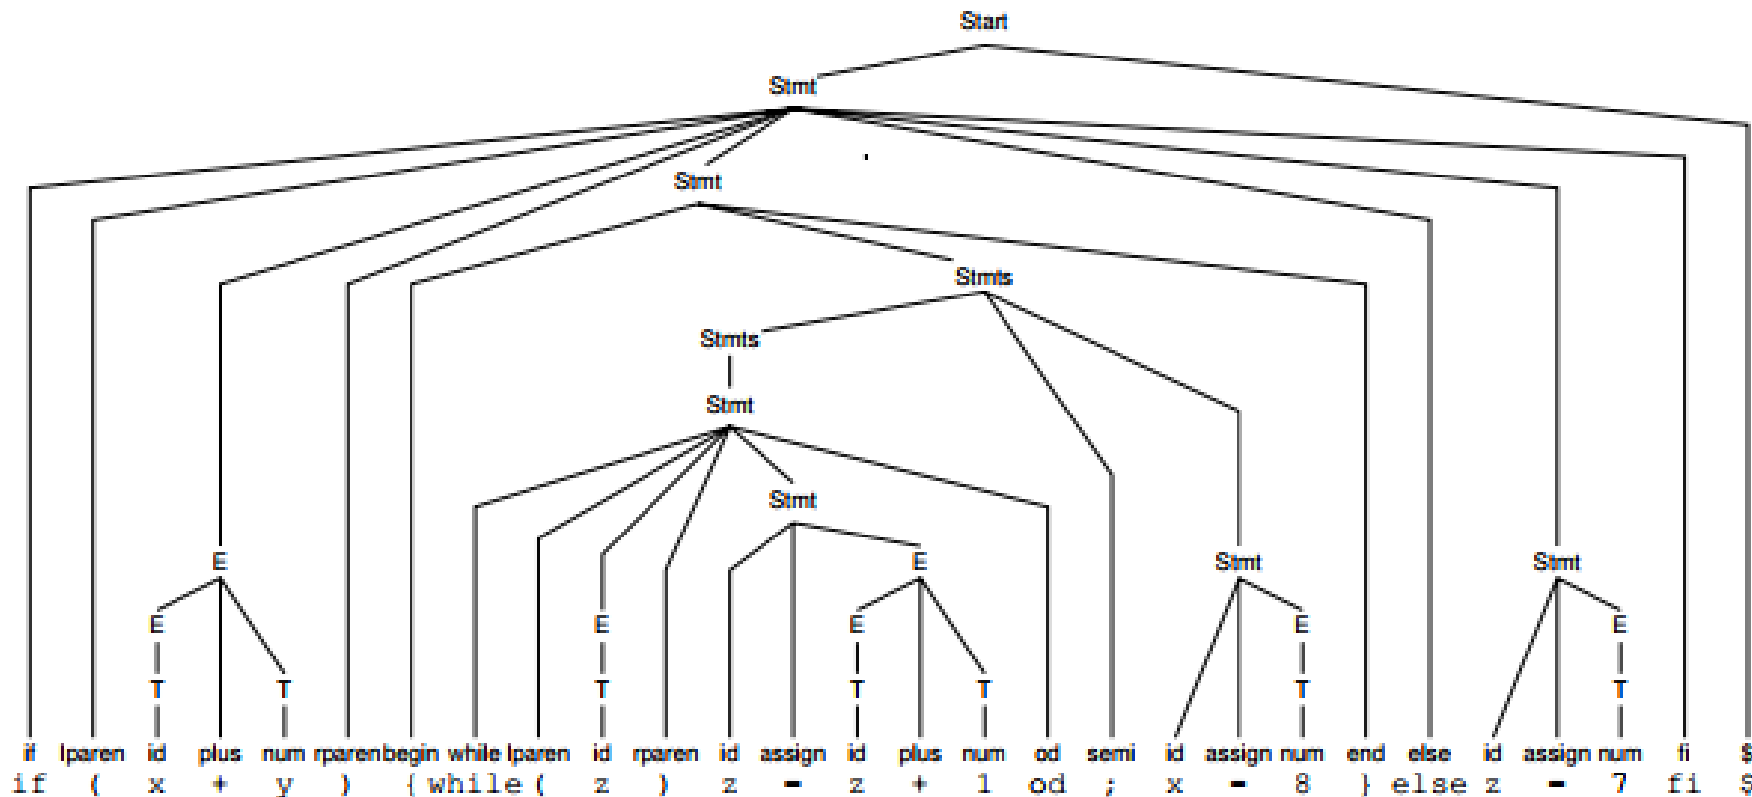 Start
Stmt
Stmt
Stmts
Stmts
Stmt
Stmt
E E Stmt Stmt
E E E E E
T T T T T T T
if lparen id plus num rparen begin while lparen id rparen id assign id plus num od semi id assign num end else id assign num fi $
if ( x + y ) { while ( z ) z = z + 1 od ; x = 8 } else z = 7 fi $